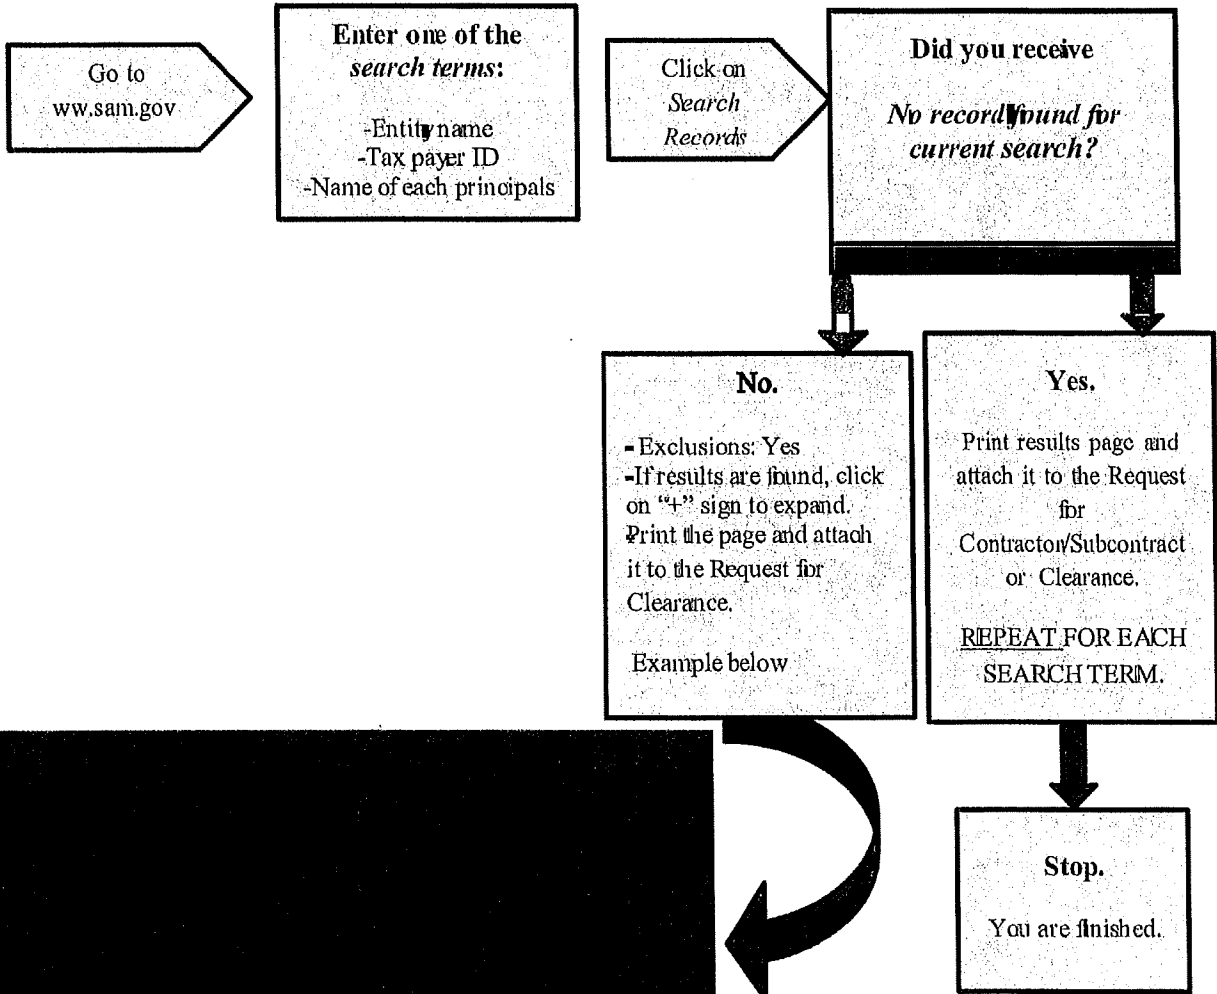 Go to
ww.sam.gov
Enter one of the
search terms:
-Entity name
-Tax payer ID
-Name of each principals
Click on
Search
Records
Did you receive
No record found for
current search?
No.
- Exclusions: Yes
-If results are found, click
on "+" sign to expand.
Print the page and attach
it to the Request for
Clearance.
Example below
Yes.
Print results page and
attach it to the Request
for
Contractor/Subcontract
or Clearance.
REPEAT FOR EACH
SEARCH TERM.
Stop.
You are finished.